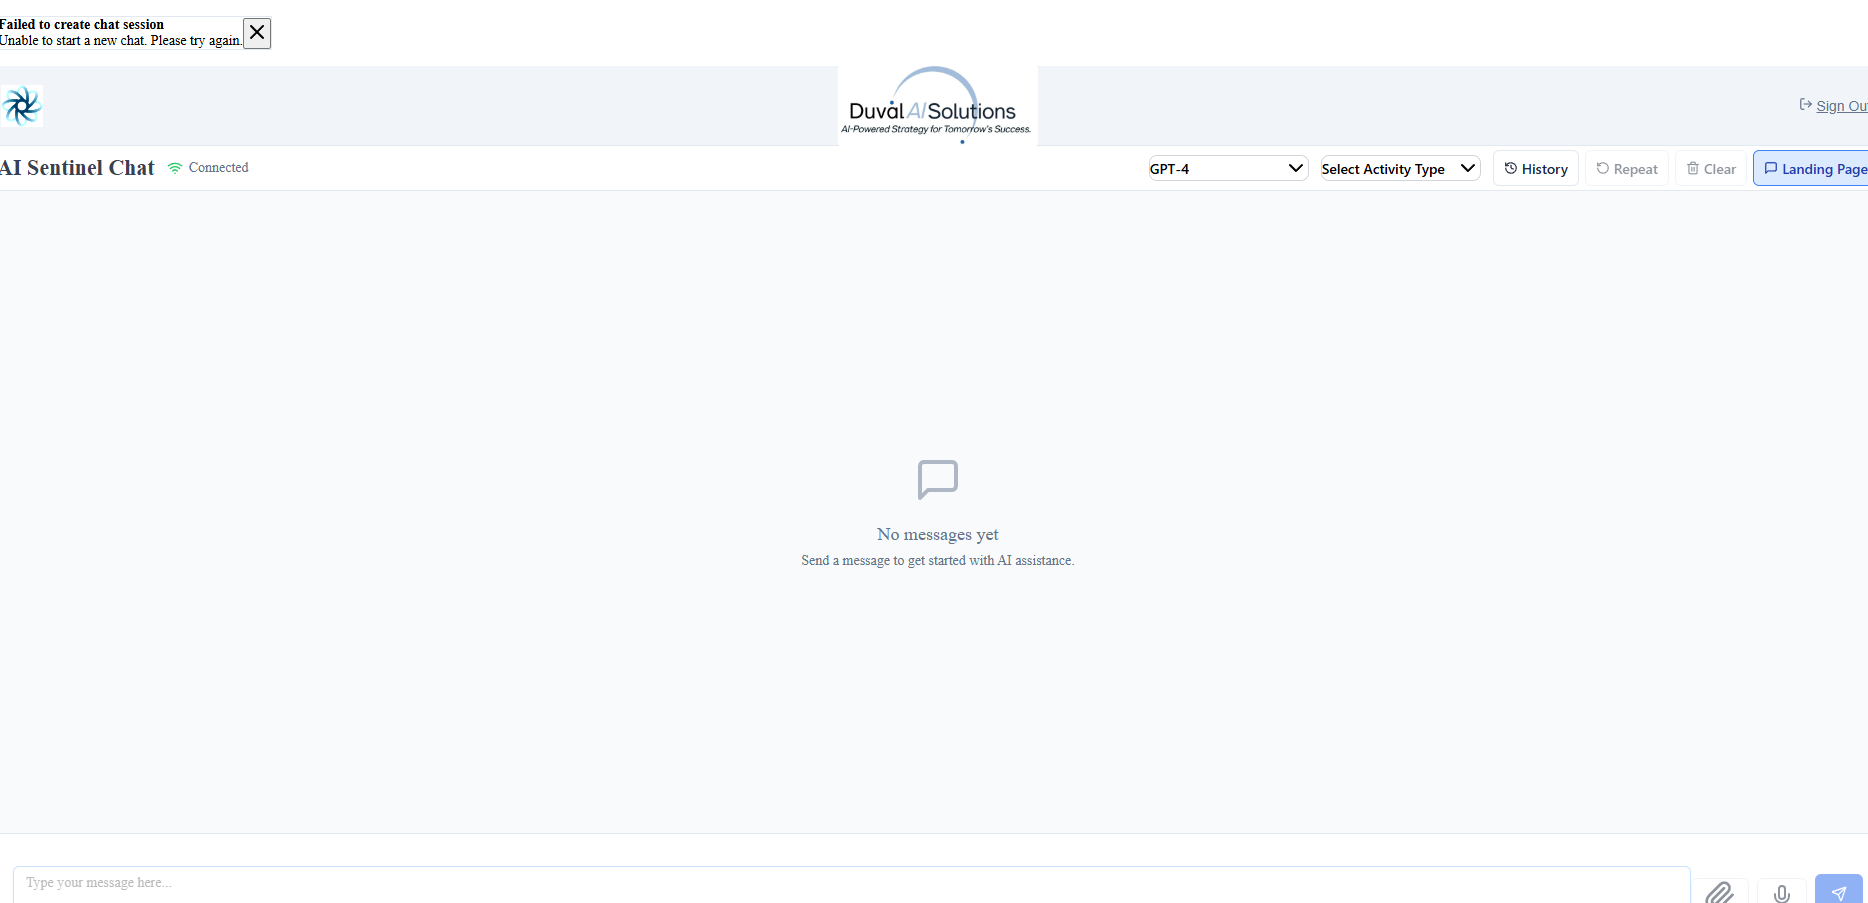 Failed to create chat session
Unable to start a new chat. Please try again.
Duval AI Solutions
AI-Powered Strategy for Tomorrow's Success.
Sign Out
AI Sentinel Chat
Connected
GPT-4
Select Activity Type
History
Repeat
Clear
Landing Page
No messages yet
Send a message to get started with AI assistance.
Type your message here...